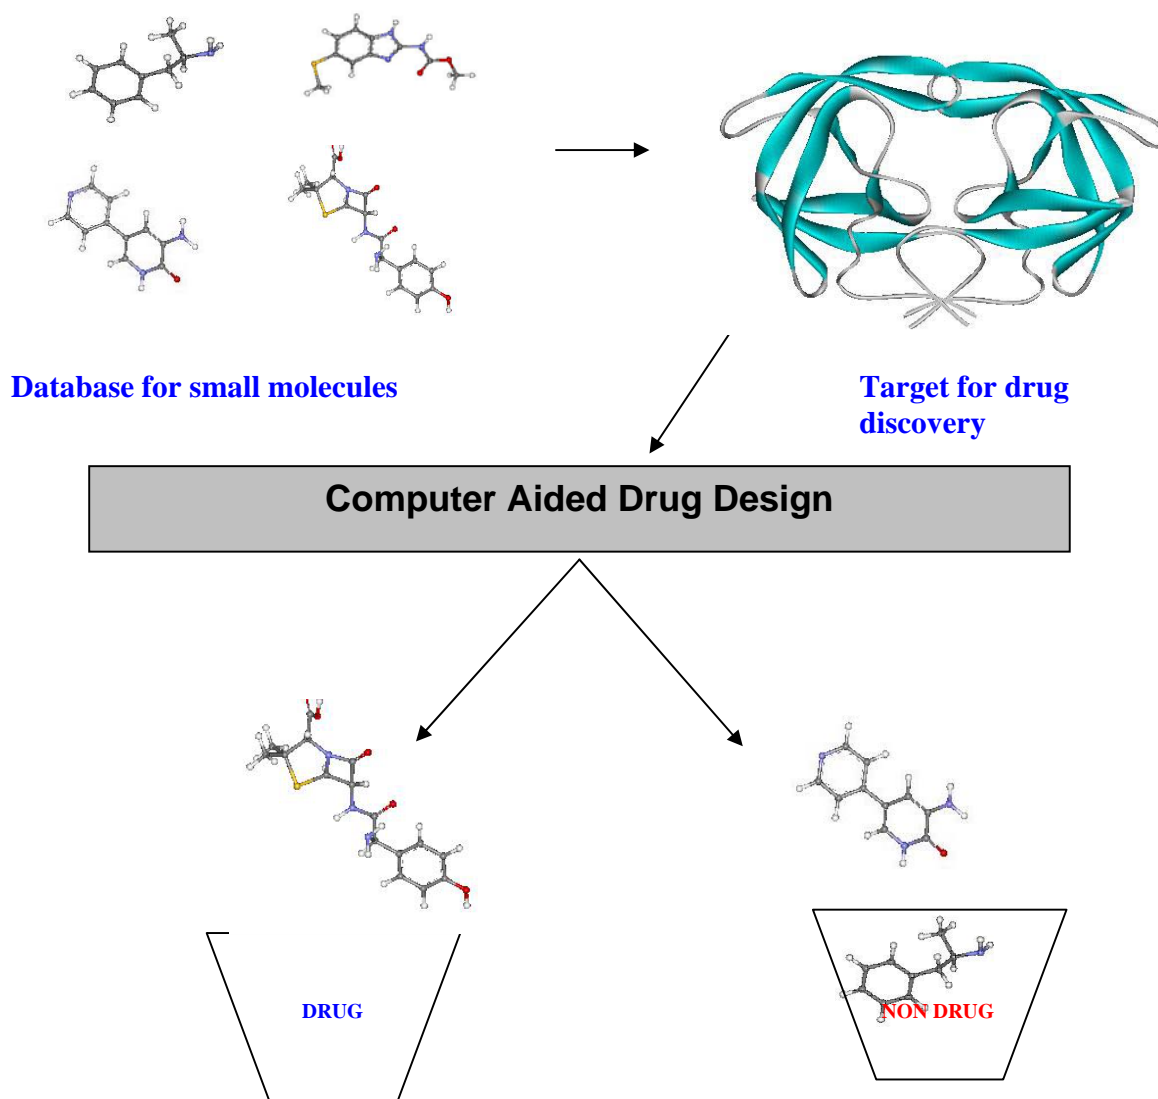 Database for small molecules
Target for drug
discovery
Computer Aided Drug Design
DRUG
NON DRUG